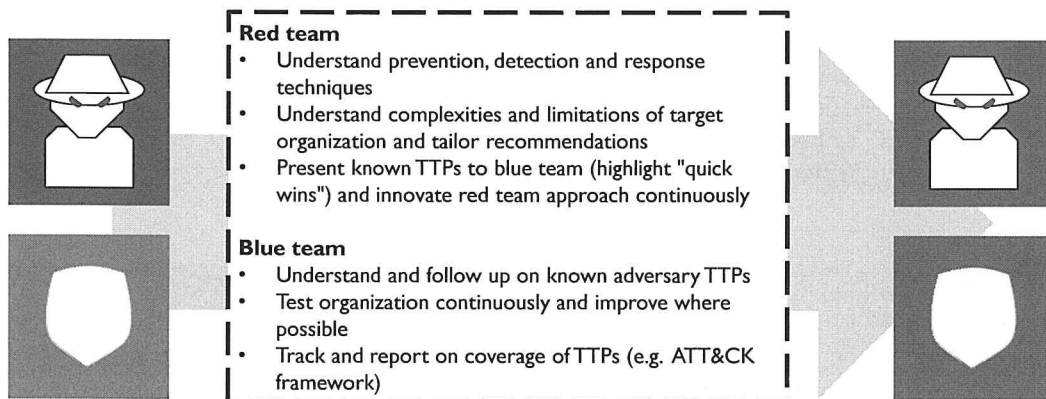 Red team
• Understand prevention, detection and response
techniques
• Understand complexities and limitations of target
organization and tailor recommendations
• Present known TTPs to blue team (highlight "quick
wins") and innovate red team approach continuously
Blue team
• Understand and follow up on known adversary TTPs
• Test organization continuously and improve where
possible
• Track and report on coverage of TTPs (e.g. ATT&CK
framework)